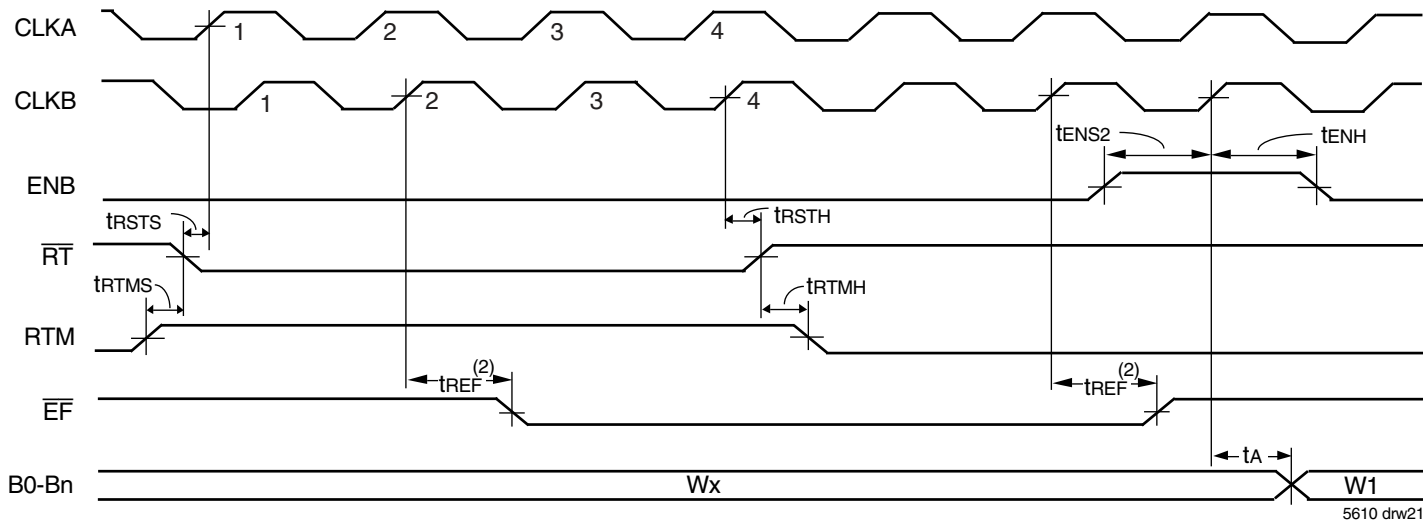 CLKA 1 2 3 4
CLKB 1 2 3 4
tENS2 tENH
ENB
tRSTS tRSTH
RT
tRTMS tRTMH
RTM
tREF(2) tREF(2)
EF
tA
B0-Bn Wx W1
5610 drw21